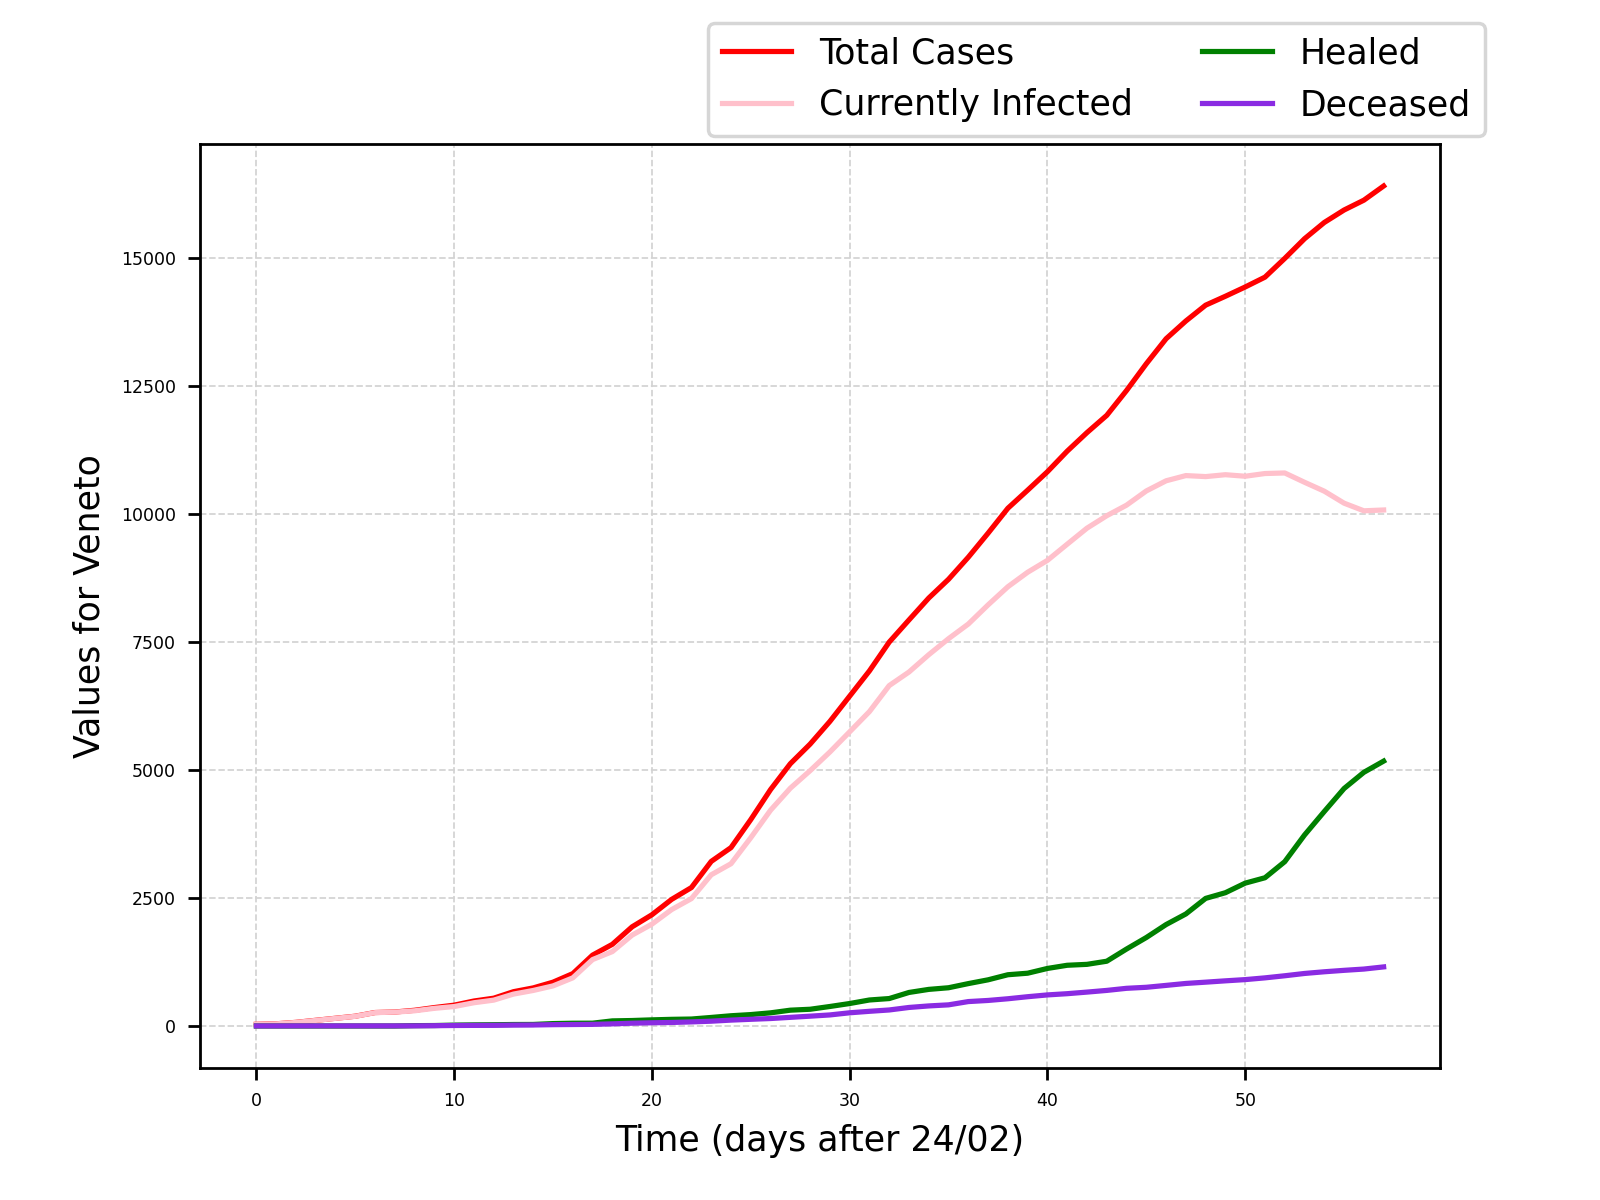 Total Cases
Currently Infected
Healed
Deceased
15000
12500
10000
7500
5000
2500
0
Values for Veneto
0 10 20 30 40 50
Time (days after 24/02)